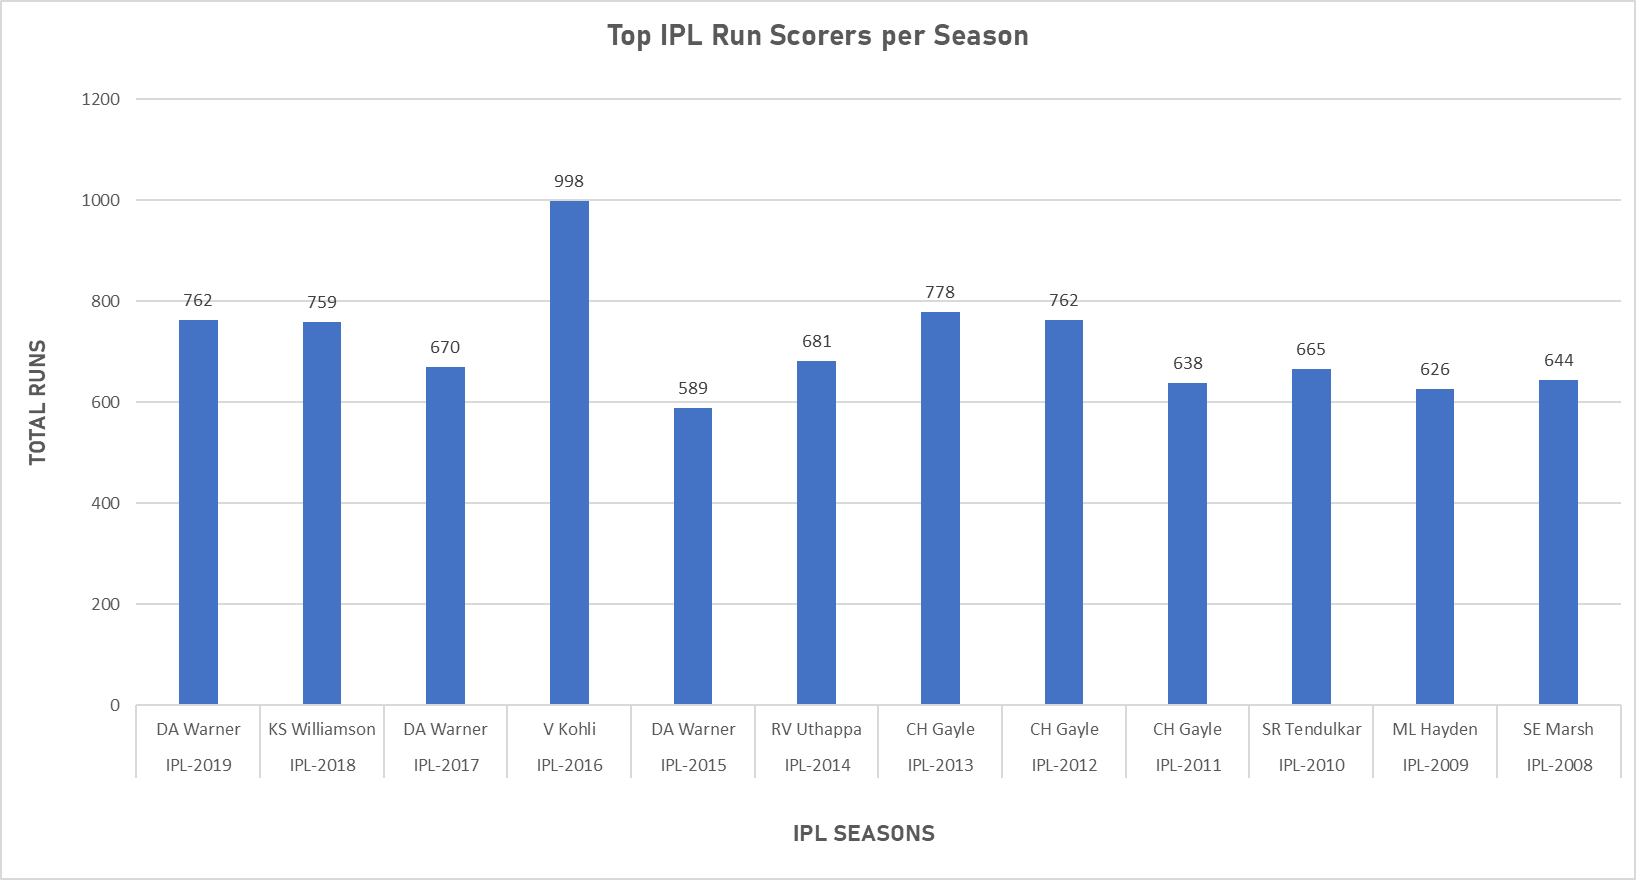 Top IPL Run Scorers per Season
1200
1000
800
600
400
200
0
TOTAL RUNS
762
759
670
998
589
681
778
762
638
665
626
644
DA Warner
KS Williamson
DA Warner
V Kohli
DA Warner
RV Uthappa
CH Gayle
CH Gayle
CH Gayle
SR Tendulkar
ML Hayden
SE Marsh
IPL-2019
IPL-2018
IPL-2017
IPL-2016
IPL-2015
IPL-2014
IPL-2013
IPL-2012
IPL-2011
IPL-2010
IPL-2009
IPL-2008
IPL SEASONS